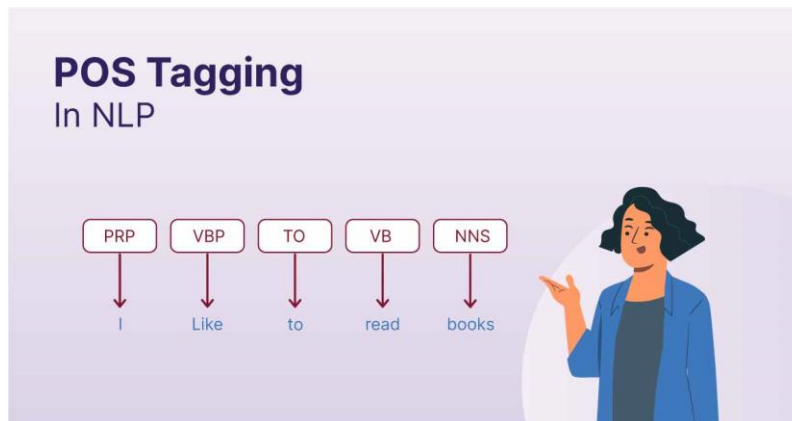 POS Tagging
In NLP
PRP VBP TO VB NNS
I Like to read books